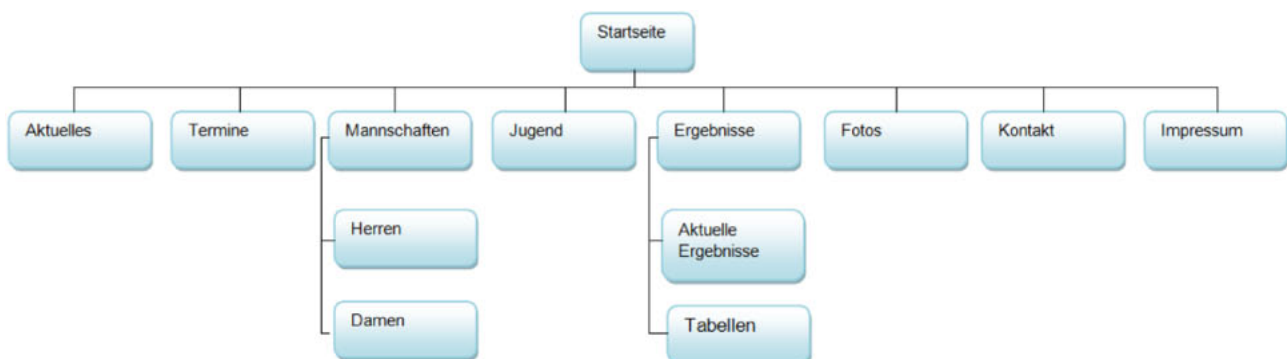 Startseite
Aktuelles
Termine
Mannschaften
Jugend
Ergebnisse
Fotos
Kontakt
Impressum
Herren
Damen
Aktuelle
Ergebnisse
Tabellen